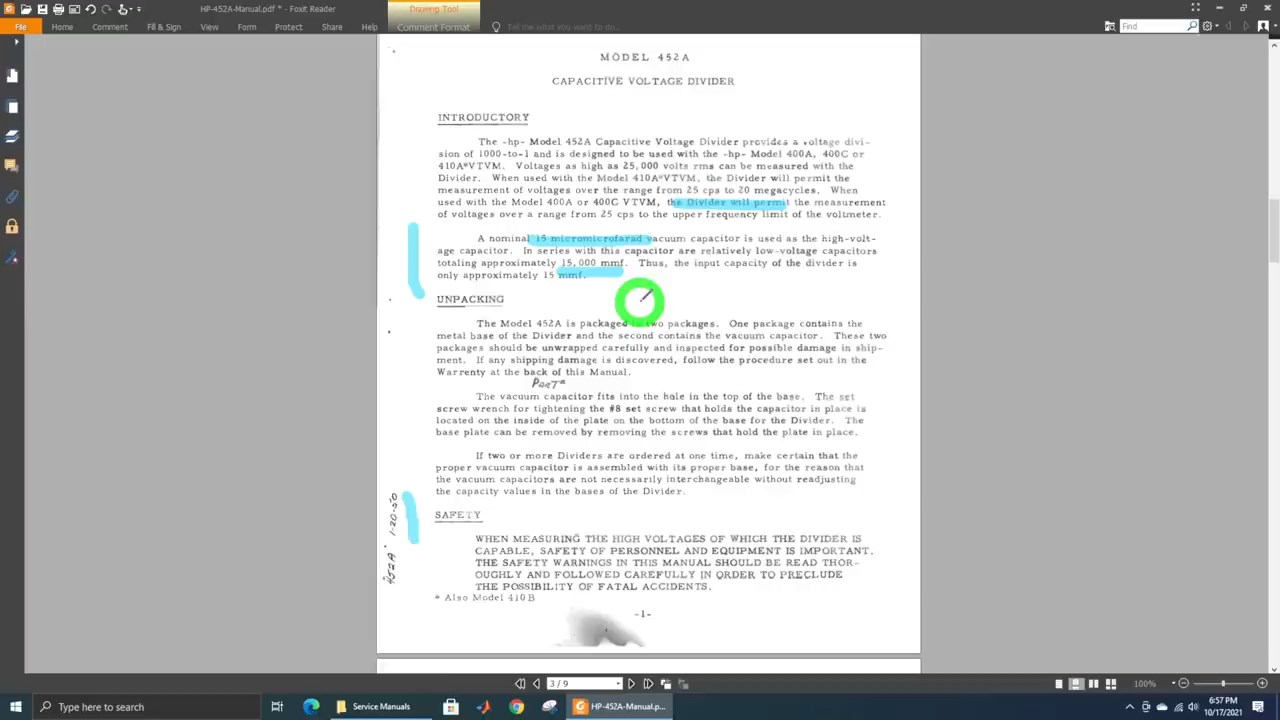 HP-452A-Manual.pdf * - Foxit Reader
Drawing Tool
File
Home
Comment
Fill & Sign
View
Form
Protect
Share
Help
Comment Format
Tell me what you want to do...
Find
MODEL 452A
CAPACITIVE VOLTAGE DIVIDER
INTRODUCTORY
The -hp- Model 452A Capacitive Voltage Divider provides a voltage divi-
sion of 1000-to-1 and is designed to be used with the -hp- Model 400A, 400C or
410A*VTVM. Voltages as high as 25,000 volts rms can be measured with the
Divider. When used with the Model 410A*VTVM, the Divider will permit the
measurement of voltages over the range from 25 cps to 20 megacycles. When
used with the Model 400A or 400C VTVM, the Divider will permit the measurement
of voltages over a range from 25 cps to the upper frequency limit of the voltmeter.
A nominal 15 micromicrofarad vacuum capacitor is used as the high-volt-
age capacitor. In series with this capacitor are relatively low-voltage capacitors
totaling approximately 15,000 mmf. Thus, the input capacity of the divider is
only approximately 15 mmf.
UNPACKING
The Model 452A is packaged in two packages. One package contains the
metal base of the Divider and the second contains the vacuum capacitor. These two
packages should be unwrapped carefully and inspected for possible damage in ship-
ment. If any shipping damage is discovered, follow the procedure set out in the
Warrenty at the back of this Manual.
The vacuum capacitor fits into the hole in the top of the base. The set
screw wrench for tightening the #8 set screw that holds the capacitor in place is
located on the inside of the plate on the bottom of the base for the Divider. The
base plate can be removed by removing the screws that hold the plate in place.
If two or more Dividers are ordered at one time, make certain that the
proper vacuum capacitor is assembled with its proper base, for the reason that
the vacuum capacitors are not necessarily interchangeable without readjusting
the capacity values in the bases of the Divider.
SAFETY
WHEN MEASURING THE HIGH VOLTAGES OF WHICH THE DIVIDER IS
CAPABLE, SAFETY OF PERSONNEL AND EQUIPMENT IS IMPORTANT.
THE SAFETY WARNINGS IN THIS MANUAL SHOULD BE READ THOR-
OUGHLY AND FOLLOWED CAREFULLY IN ORDER TO PRECLUDE
THE POSSIBILITY OF FATAL ACCIDENTS.
* Also Model 410B
-1-
"452A" 1-20-50
3 / 9
100%
Type here to search
Service Manuals
HP-452A-Manual.p...
6:57 PM
10/17/2021